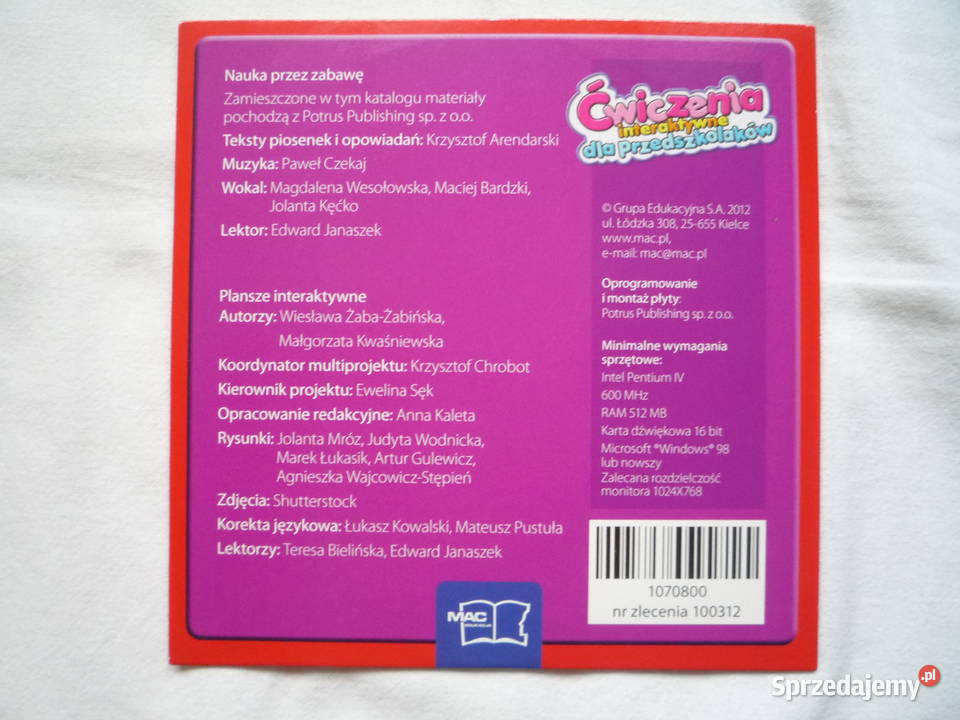 Nauka przez zabawę
Zamieszczone w tym katalogu materiały
pochodzą z Potrus Publishing sp. z o.o.
Teksty piosenek i opowiadań: Krzysztof Arendarski
Muzyka: Paweł Czekaj
Wokal: Magdalena Wesołowska, Maciej Bardzki,
Jolanta Kęćko
Lektor: Edward Janaszek
Plansze interaktywne
Autorzy: Wiesława Żaba-Żabińska,
Małgorzata Kwaśniewska
Koordynator multiprojektu: Krzysztof Chrobot
Kierownik projektu: Ewelina Sęk
Opracowanie redakcyjne: Anna Kaleta
Rysunki: Jolanta Mróz, Judyta Wodnicka,
Marek Łukasik, Artur Gulewicz,
Agnieszka Wajcowicz-Stępień
Zdjęcia: Shutterstock
Korekta językowa: Łukasz Kowalski, Mateusz Pustuła
Lektorzy: Teresa Bielińska, Edward Janaszek
MAC
EDUKACJA
Ćwiczenia
interaktywne
dla przedszkolaków
© Grupa Edukacyjna S.A. 2012
ul. Łódzka 308, 25-655 Kielce
www.mac.pl,
e-mail: mac@mac.pl
Oprogramowanie
i montaż płyty:
Potrus Publishing sp. z o.o.
Minimalne wymagania
sprzętowe:
Intel Pentium IV
600 MHz
RAM 512 MB
Karta dźwiękowa 16 bit
Microsoft ®Windows® 98
lub nowszy
Zalecana rozdzielczość
monitora 1024X768
1070800
nr zlecenia 100312
Sprzedajemy.pl